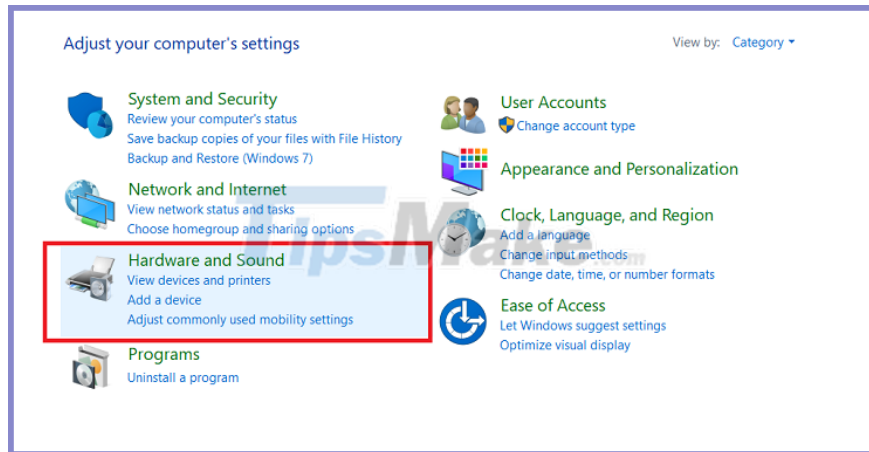 Adjust your computer's settings
View by: Category
System and Security
Review your computer's status
Save backup copies of your files with File History
Backup and Restore (Windows 7)
Network and Internet
View network status and tasks
Choose homegroup and sharing options
Hardware and Sound
View devices and printers
Add a device
Adjust commonly used mobility settings
Programs
Uninstall a program
User Accounts
Change account type
Appearance and Personalization
Clock, Language, and Region
Add a language
Change input methods
Change date, time, or number formats
Ease of Access
Let Windows suggest settings
Optimize visual display
TipsMake.com